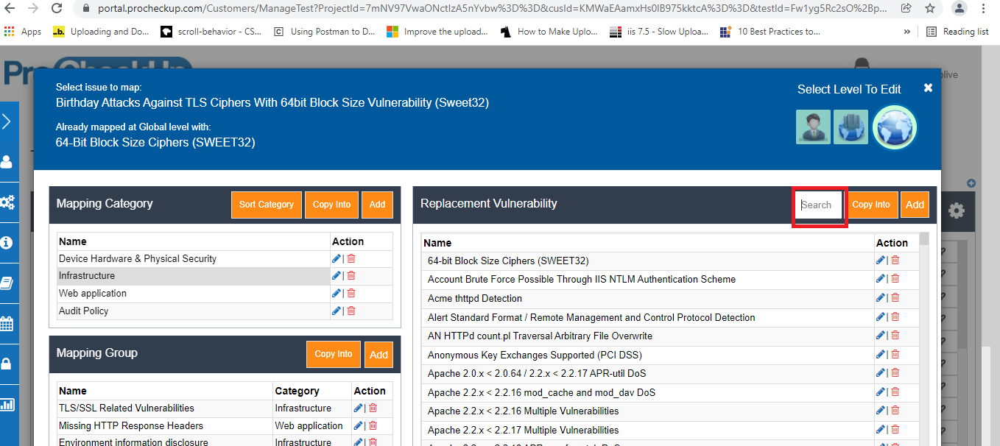 portal.procheckup.com/Customers/ManageTest?ProjectId=7mNV97VwaONctIzA5nYvbw%3D%3D&cusId=KMWaEAamxHs0lB975kktcA%3D%3D&testId=Fw1yg5Rc2sO%2Bp...
Apps Uploading and Do... scroll-behavior - CS... Using Postman to D... Improve the upload... How to Make Uplo... iis 7.5 - Slow Uploa... 10 Best Practices to... » Reading list
Select issue to map:
Birthday Attacks Against TLS Ciphers With 64bit Block Size Vulnerability (Sweet32)
Already mapped at Global level with:
64-Bit Block Size Ciphers (SWEET32)
Select Level To Edit
Mapping Category Sort Category Copy Into Add
Name Action
Device Hardware & Physical Security
Infrastructure
Web application
Audit Policy
Mapping Group Copy Into Add
Name Category Action
TLS/SSL Related Vulnerabilities Infrastructure
Missing HTTP Response Headers Web application
Environment information disclosure Infrastructure
Replacement Vulnerability Search Copy Into Add
Name Action
64-bit Block Size Ciphers (SWEET32)
Account Brute Force Possible Through IIS NTLM Authentication Scheme
Acme thttpd Detection
Alert Standard Format / Remote Management and Control Protocol Detection
AN HTTPd count.pl Traversal Arbitrary File Overwrite
Anonymous Key Exchanges Supported (PCI DSS)
Apache 2.0.x < 2.0.64 / 2.2.x < 2.2.17 APR-util DoS
Apache 2.2.x < 2.2.16 mod_cache and mod_dav DoS
Apache 2.2.x < 2.2.16 Multiple Vulnerabilities
Apache 2.2.x < 2.2.17 Multiple Vulnerabilities